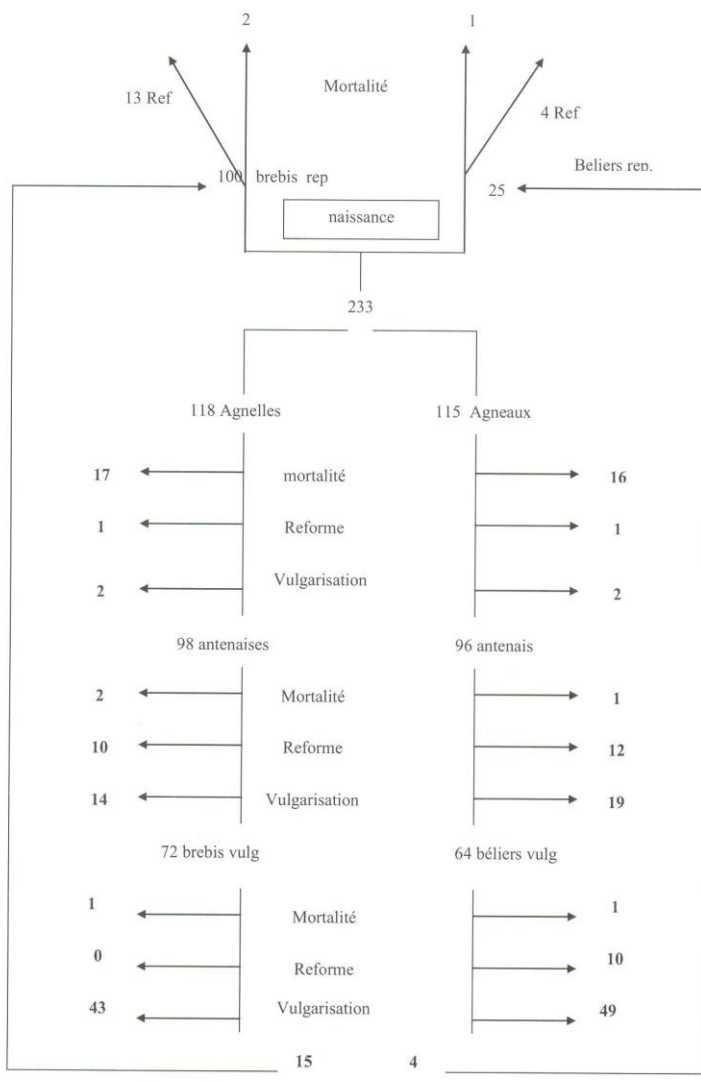 2 1
Mortalité
13 Ref
4 Ref
100 brebis rep
Beliers rep.
25
naissance
233
118 Agnelles 115 Agneaux
17 mortalité 16
1 Reforme 1
2 Vulgarisation 2
98 antenaises 96 antenais
2 Mortalité 1
10 Reforme 12
14 Vulgarisation 19
72 brebis vulg 64 béliers vulg
1 Mortalité 1
0 Reforme 10
43 Vulgarisation 49
15 4